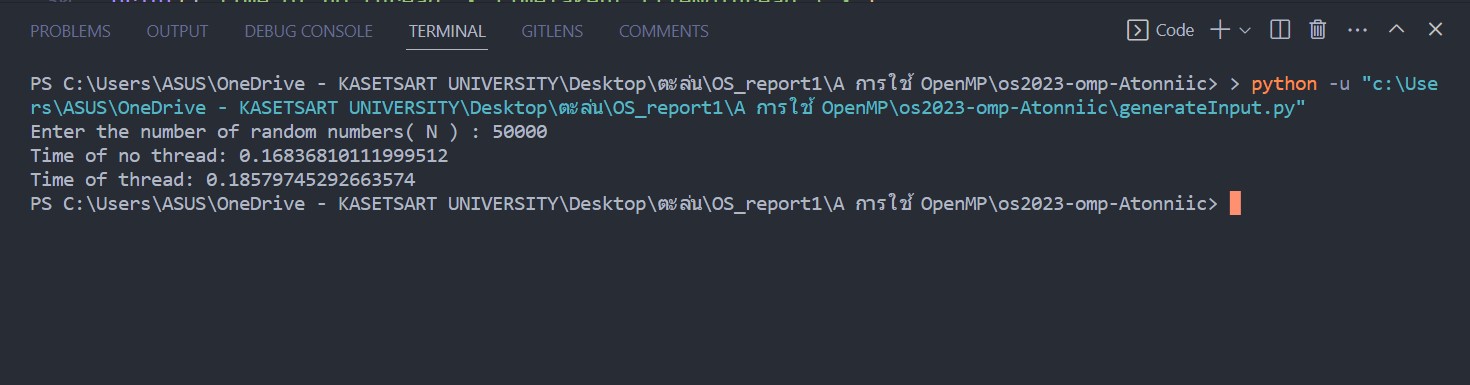 PROBLEMS OUTPUT DEBUG CONSOLE TERMINAL GITLENS COMMENTS Code
PS C:\Users\ASUS\OneDrive - KASETSART UNIVERSITY\Desktop\ตะล่น\OS_report1\A การใช้ OpenMP\os2023-omp-Atonniic> > python -u "c:\Use
rs\ASUS\OneDrive - KASETSART UNIVERSITY\Desktop\ตะล่น\OS_report1\A การใช้ OpenMP\os2023-omp-Atonniic\generateInput.py"
Enter the number of random numbers( N ) : 50000
Time of no thread: 0.16836810111999512
Time of thread: 0.18579745292663574
PS C:\Users\ASUS\OneDrive - KASETSART UNIVERSITY\Desktop\ตะล่น\OS_report1\A การใช้ OpenMP\os2023-omp-Atonniic>